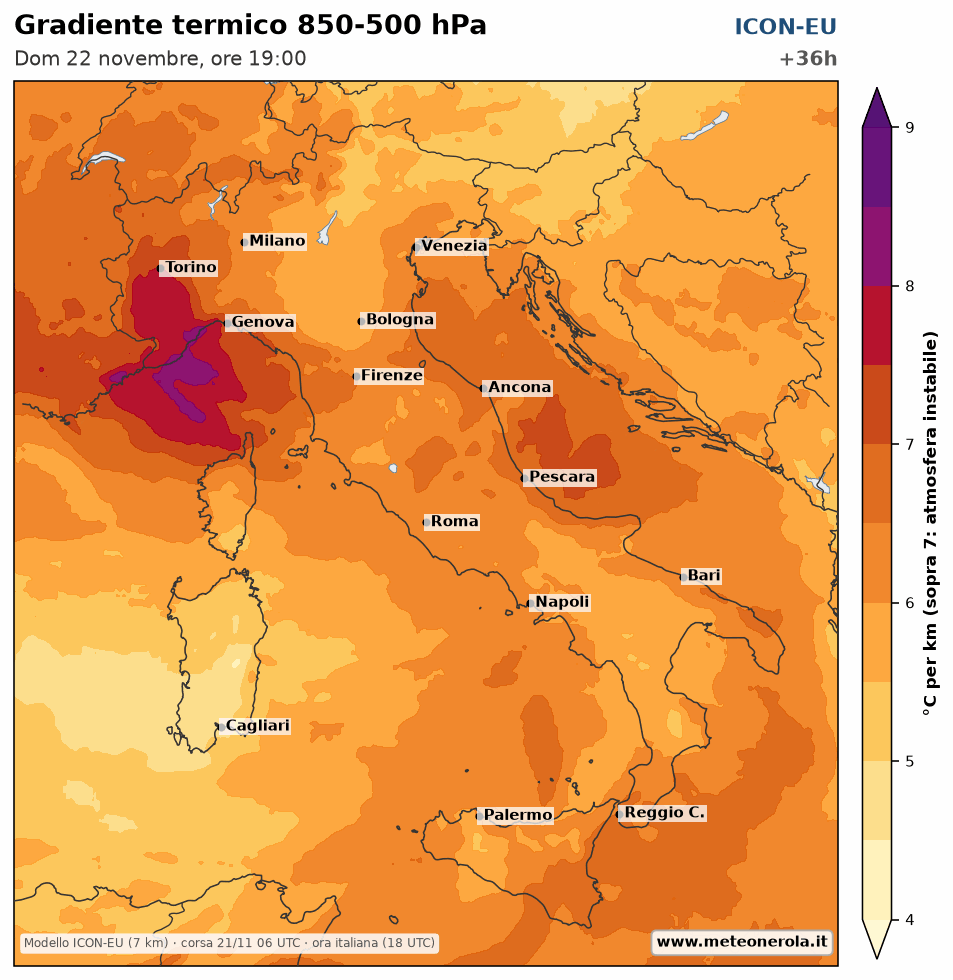 Gradiente termico 850-500 hPa
ICON-EU
Dom 22 novembre, ore 19:00
+36h
Milano
Venezia
Torino
Genova
Bologna
Firenze
Ancona
Pescara
Roma
Bari
Napoli
Cagliari
Palermo
Reggio C.
9
8
7
6
5
4
°C per km (sopra 7: atmosfera instabile)
Modello ICON-EU (7 km) · corsa 21/11 06 UTC · ora italiana (18 UTC)
www.meteonerola.it